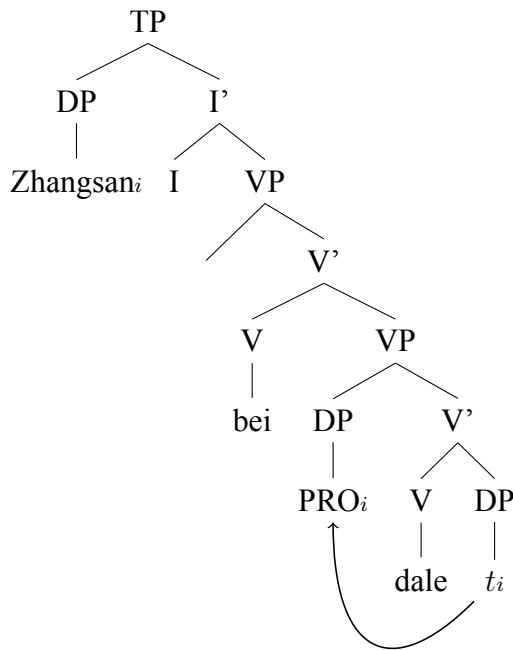 TP
DP I’
Zhangsani I VP
V’
V VP
bei DP V’
PROi V DP
dale ti